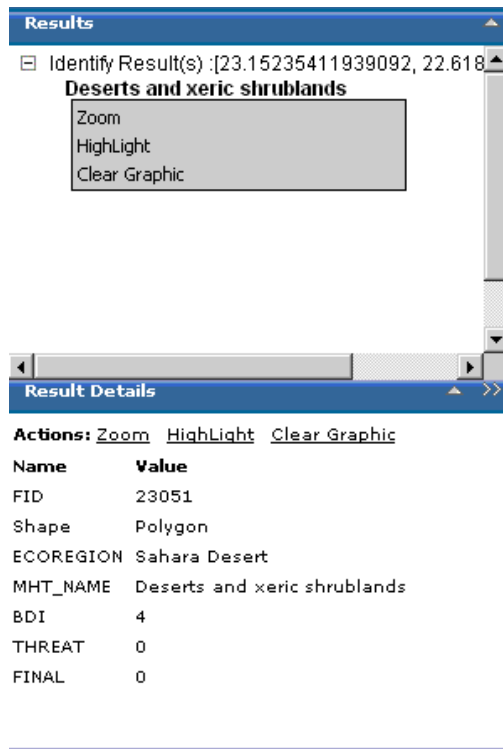 Results
Identify Result(s) :[23.15235411939092, 22.618
Deserts and xeric shrublands
Zoom
HighLight
Clear Graphic
Result Details
Actions: Zoom HighLight Clear Graphic
Name Value
FID 23051
Shape Polygon
ECOREGION Sahara Desert
MHT_NAME Deserts and xeric shrublands
BDI 4
THREAT 0
FINAL 0